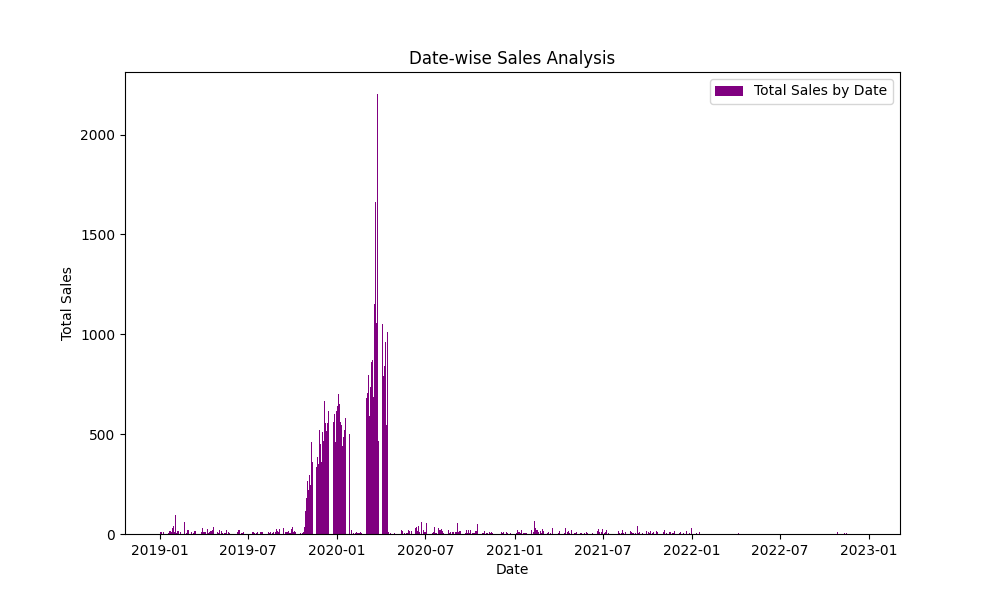 Date-wise Sales Analysis
Total Sales by Date
Total Sales
2000
1500
1000
500
0
2019-01 2019-07 2020-01 2020-07 2021-01 2021-07 2022-01 2022-07 2023-01
Date